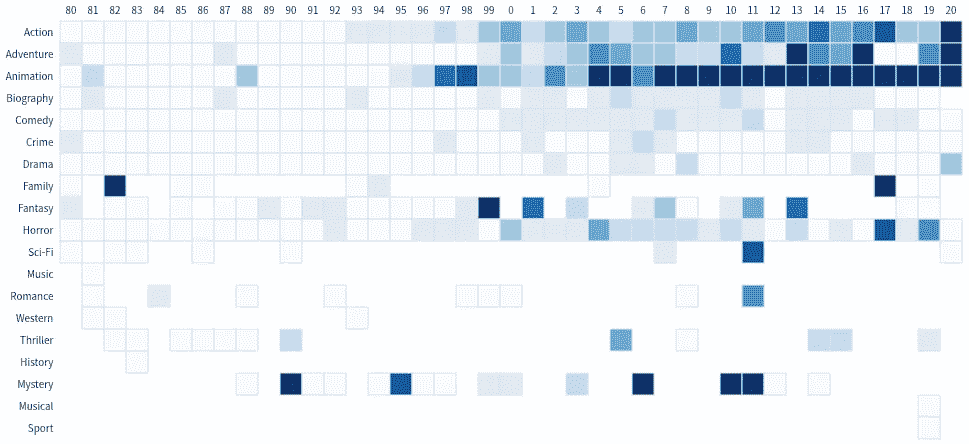 80 81 82 83 84 85 86 87 88 89 90 91 92 93 94 95 96 97 98 99 0 1 2 3 4 5 6 7 8 9 10 11 12 13 14 15 16 17 18 19 20
Action
Adventure
Animation
Biography
Comedy
Crime
Drama
Family
Fantasy
Horror
Sci-Fi
Music
Romance
Western
Thriller
History
Mystery
Musical
Sport